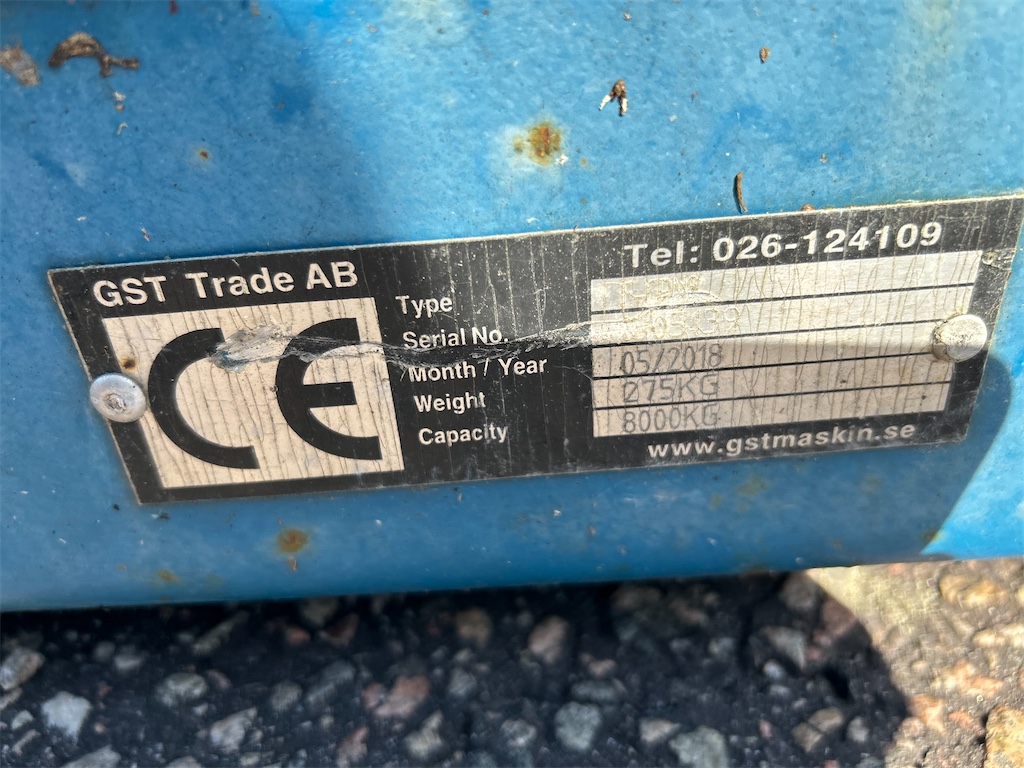 GST Trade AB
Tel: 026-124109
CE
Type
Serial No.
Month / Year 05/2018
Weight 275KG
Capacity 8000KG
www.gstmaskin.se